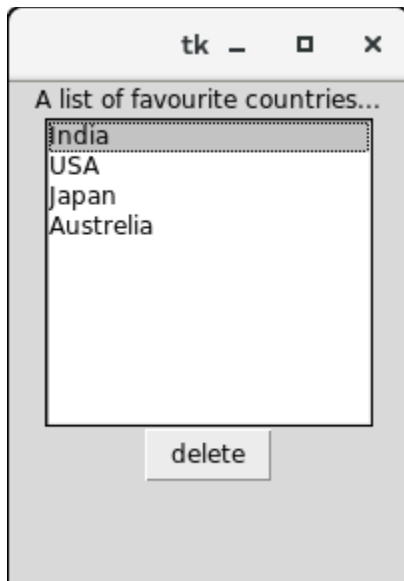 tk
A list of favourite countries...
India
USA
Japan
Austrelia
delete